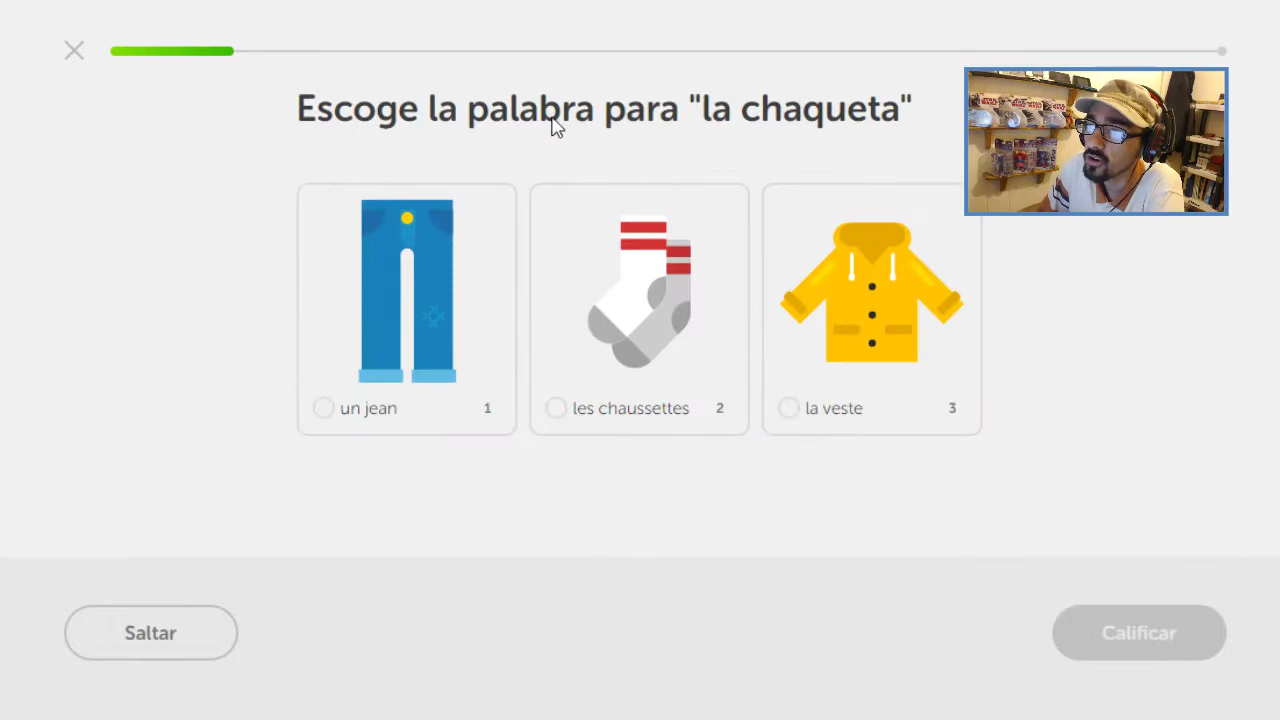 Escoge la palabra para "la chaqueta"
un jean 1
les chaussettes 2
la veste 3
Saltar
Calificar